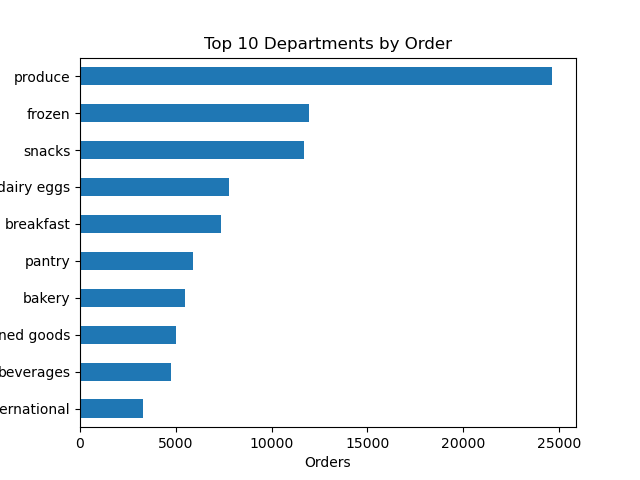 Top 10 Departments by Order
produce
frozen
snacks
dairy eggs
breakfast
pantry
bakery
ned goods
beverages
ernational
0 5000 10000 15000 20000 25000
Orders